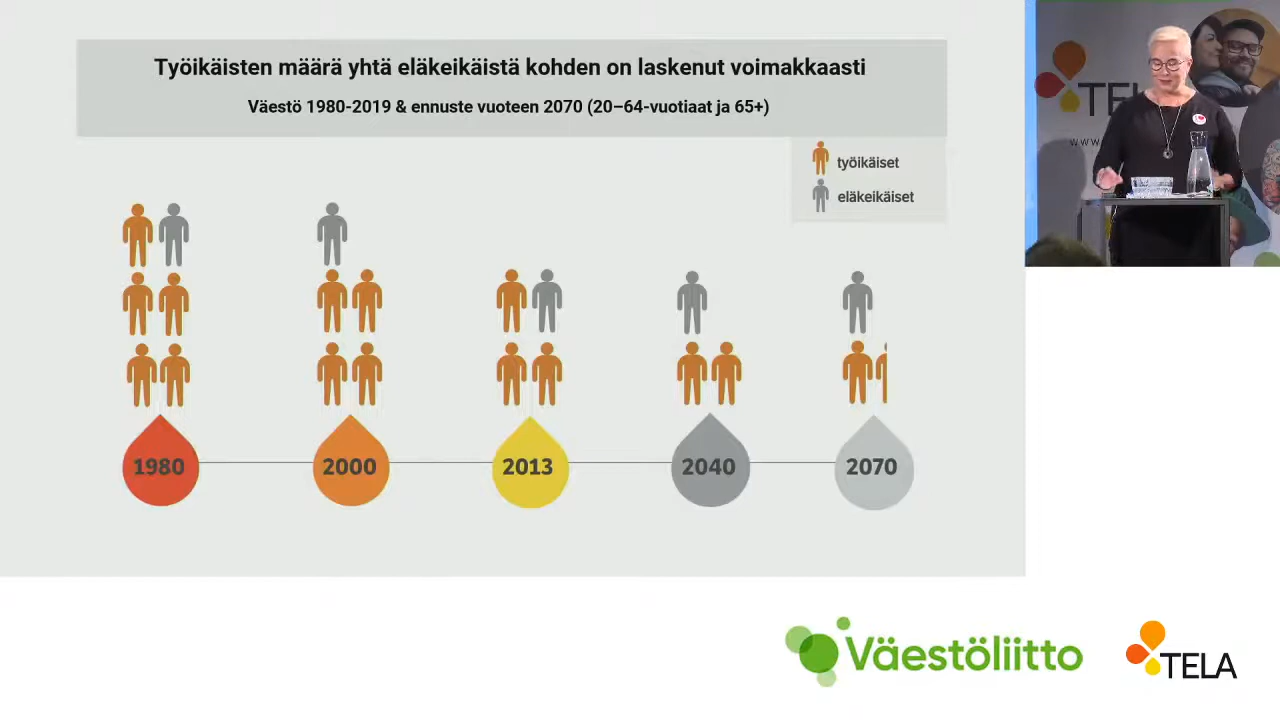 Työikäisten määrä yhtä eläkeikäistä kohden on laskenut voimakkaasti
Väestö 1980-2019 & ennuste vuoteen 2070 (20–64-vuotiaat ja 65+)
työikäiset
eläkeikäiset
1980
2000
2013
2040
2070
Väestöliitto
TELA